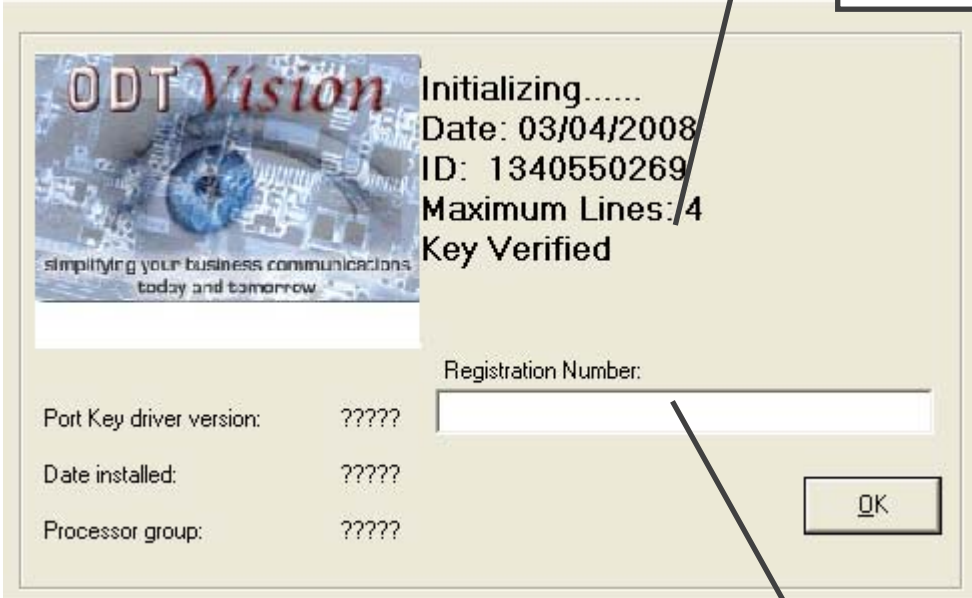 ODT Vision
simplifying your business communications
today and tomorrow
Initializing......
Date: 03/04/2008
ID: 1340550269
Maximum Lines: 4
Key Verified
Registration Number:
Port Key driver version: ?????
Date installed: ?????
Processor group: ?????
OK